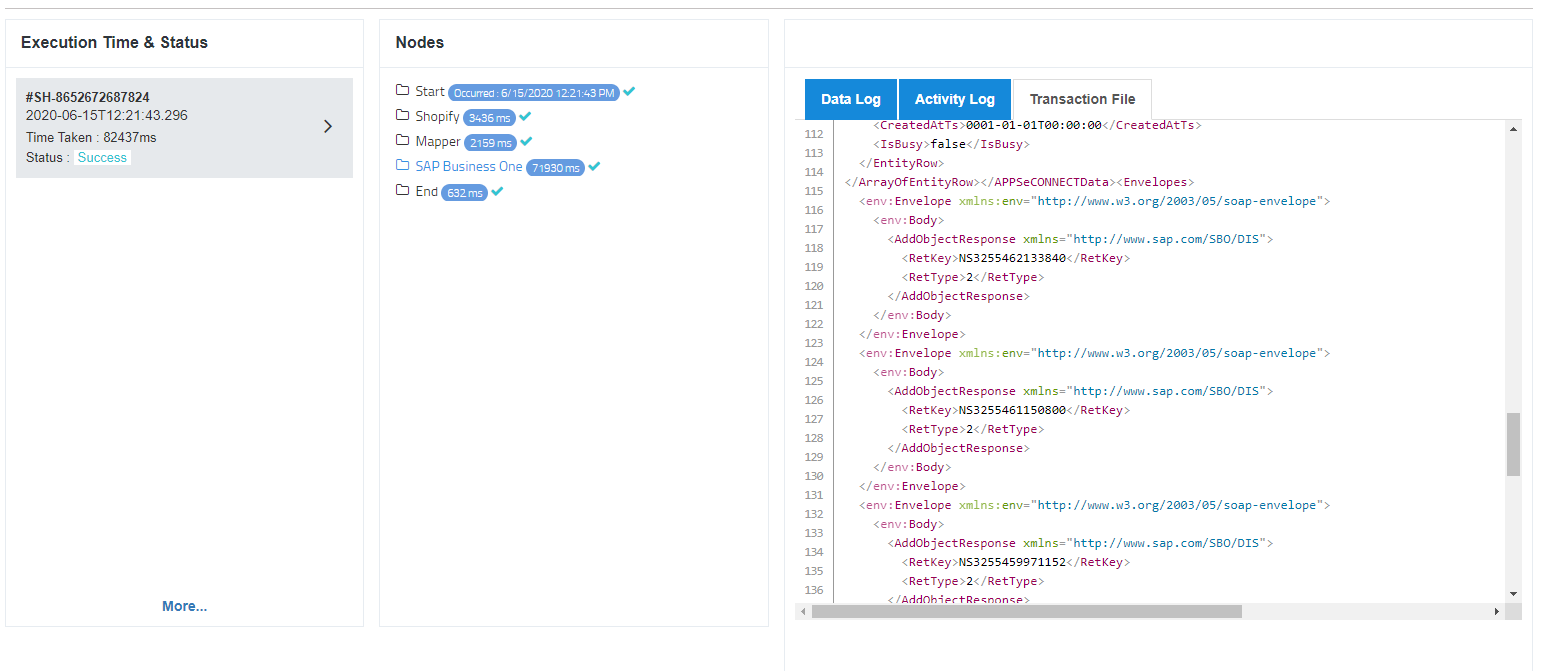 Execution Time & Status
#SH-8652672687824
2020-06-15T12:21:43.296
Time Taken : 82437ms
Status : Success
More...
Nodes
Start Occurred : 6/15/2020 12:21:43 PM
Shopify 3436 ms
Mapper 2159 ms
SAP Business One 71930 ms
End 632 ms
Data Log Activity Log Transaction File
112 <CreatedAtTs>0001-01-01T00:00:00</CreatedAtTs>
113 <IsBusy>false</IsBusy>
114 </EntityRow>
115 </ArrayOfEntityRow></APPSeCONNECTData><Envelopes>
116 <env:Envelope xmlns:env="http://www.w3.org/2003/05/soap-envelope">
117 <env:Body>
118 <AddObjectResponse xmlns="http://www.sap.com/SBO/DIS">
119 <RetKey>NS3255462133840</RetKey>
120 <RetType>2</RetType>
121 </AddObjectResponse>
122 </env:Body>
123 </env:Envelope>
124 <env:Envelope xmlns:env="http://www.w3.org/2003/05/soap-envelope">
125 <env:Body>
126 <AddObjectResponse xmlns="http://www.sap.com/SBO/DIS">
127 <RetKey>NS3255461150800</RetKey>
128 <RetType>2</RetType>
129 </AddObjectResponse>
130 </env:Body>
131 </env:Envelope>
132 <env:Envelope xmlns:env="http://www.w3.org/2003/05/soap-envelope">
133 <env:Body>
134 <AddObjectResponse xmlns="http://www.sap.com/SBO/DIS">
135 <RetKey>NS3255459971152</RetKey>
136 <RetType>2</RetType>
</AddObjectResponse>